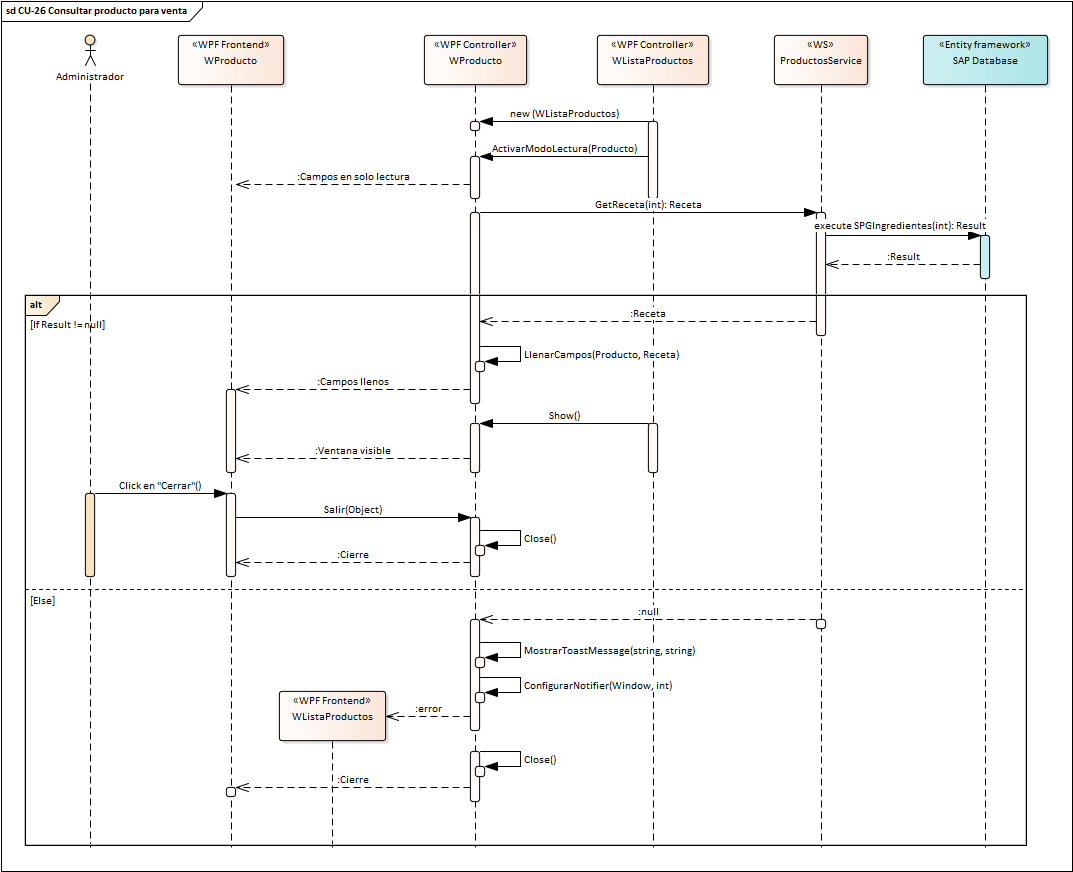 sd CU-26 Consultar producto para venta
Administrador
«WPF Frontend»
WProducto
«WPF Controller»
WProducto
«WPF Controller»
WListaProductos
«WS»
ProductosService
«Entity framework»
SAP Database
new (WListaProductos)
ActivarModoLectura(Producto)
:Campos en solo lectura
GetReceta(int): Receta
execute SPGIngredientes(int): Result
:Result
alt
[If Result != null]
:Receta
LlenarCampos(Producto, Receta)
:Campos llenos
Show()
:Ventana visible
Click en "Cerrar"()
Salir(Object)
Close()
:Cierre
[Else]
:null
MostrarToastMessage(string, string)
ConfigurarNotifier(Window, int)
«WPF Frontend»
WListaProductos
:error
Close()
:Cierre